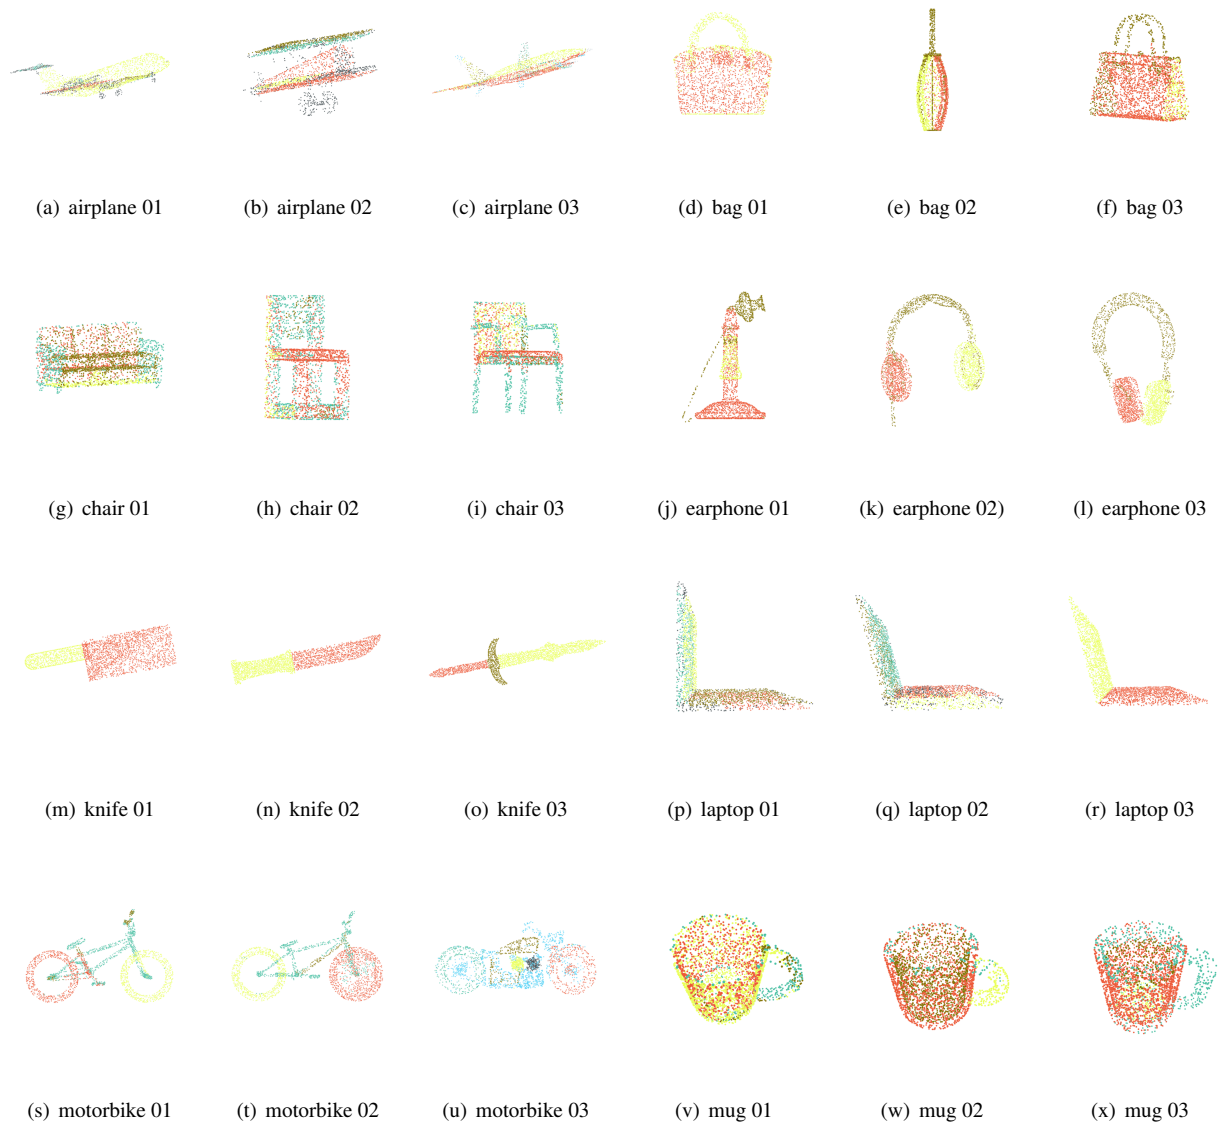 (a) airplane 01
(b) airplane 02
(c) airplane 03
(d) bag 01
(e) bag 02
(f) bag 03
(g) chair 01
(h) chair 02
(i) chair 03
(j) earphone 01
(k) earphone 02)
(l) earphone 03
(m) knife 01
(n) knife 02
(o) knife 03
(p) laptop 01
(q) laptop 02
(r) laptop 03
(s) motorbike 01
(t) motorbike 02
(u) motorbike 03
(v) mug 01
(w) mug 02
(x) mug 03